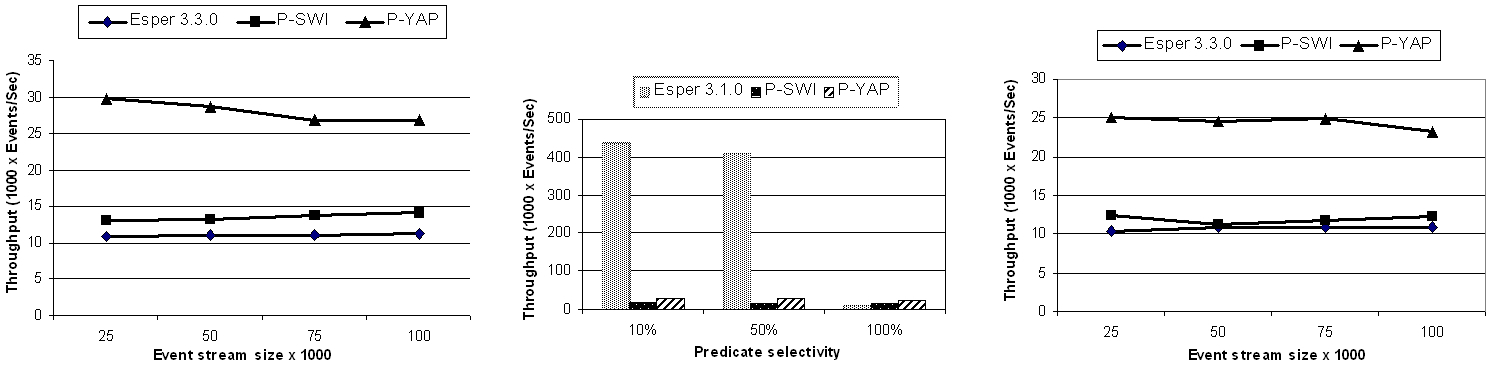 Esper 3.3.0 P-SWI P-YAP
Throughput (1000 x Events/Sec)
35
30
25
20
15
10
5
0
25 50 75 100
Event stream size x 1000
Esper 3.1.0 P-SWI P-YAP
Throughput (1000 x Events/Sec)
500
400
300
200
100
0
10% 50% 100%
Predicate selectivity
Esper 3.3.0 P-SWI P-YAP
Throughput (1000 x Events/Sec)
30
25
20
15
10
5
0
25 50 75 100
Event stream size x 1000